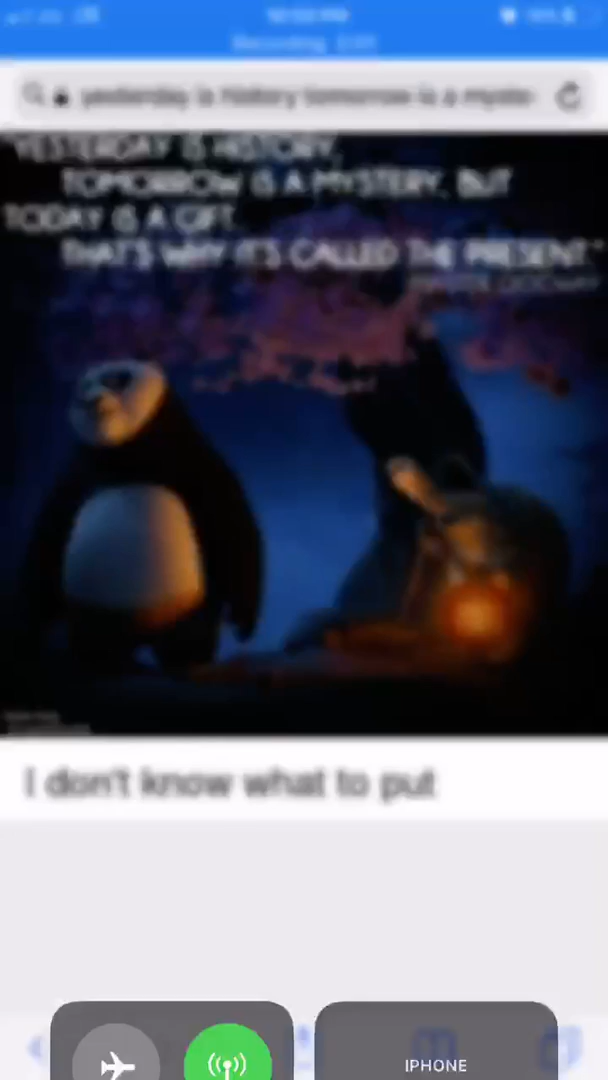 yesterday is history tomorrow is a myste
"YESTERDAY IS HISTORY,
TOMORROW IS A MYSTERY, BUT
TODAY IS A GIFT.
THAT'S WHY IT'S CALLED THE PRESENT."
I don't know what to put
IPHONE